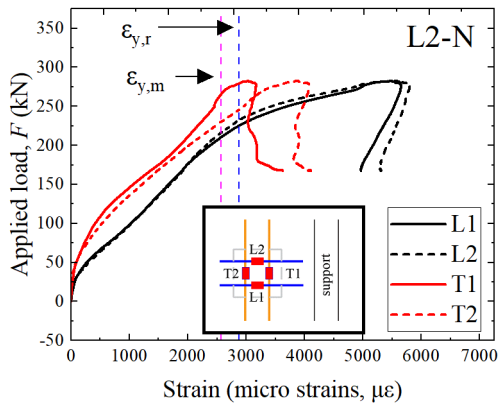 L2-N
ε_y,r
ε_y,m
Applied load, F (kN)
350
300
250
200
150
100
50
0
-50
0 1000 2000 3000 4000 5000 6000 7000
Strain (micro strains, με)
L2
T2 T1
L1
support
L1
L2
T1
T2